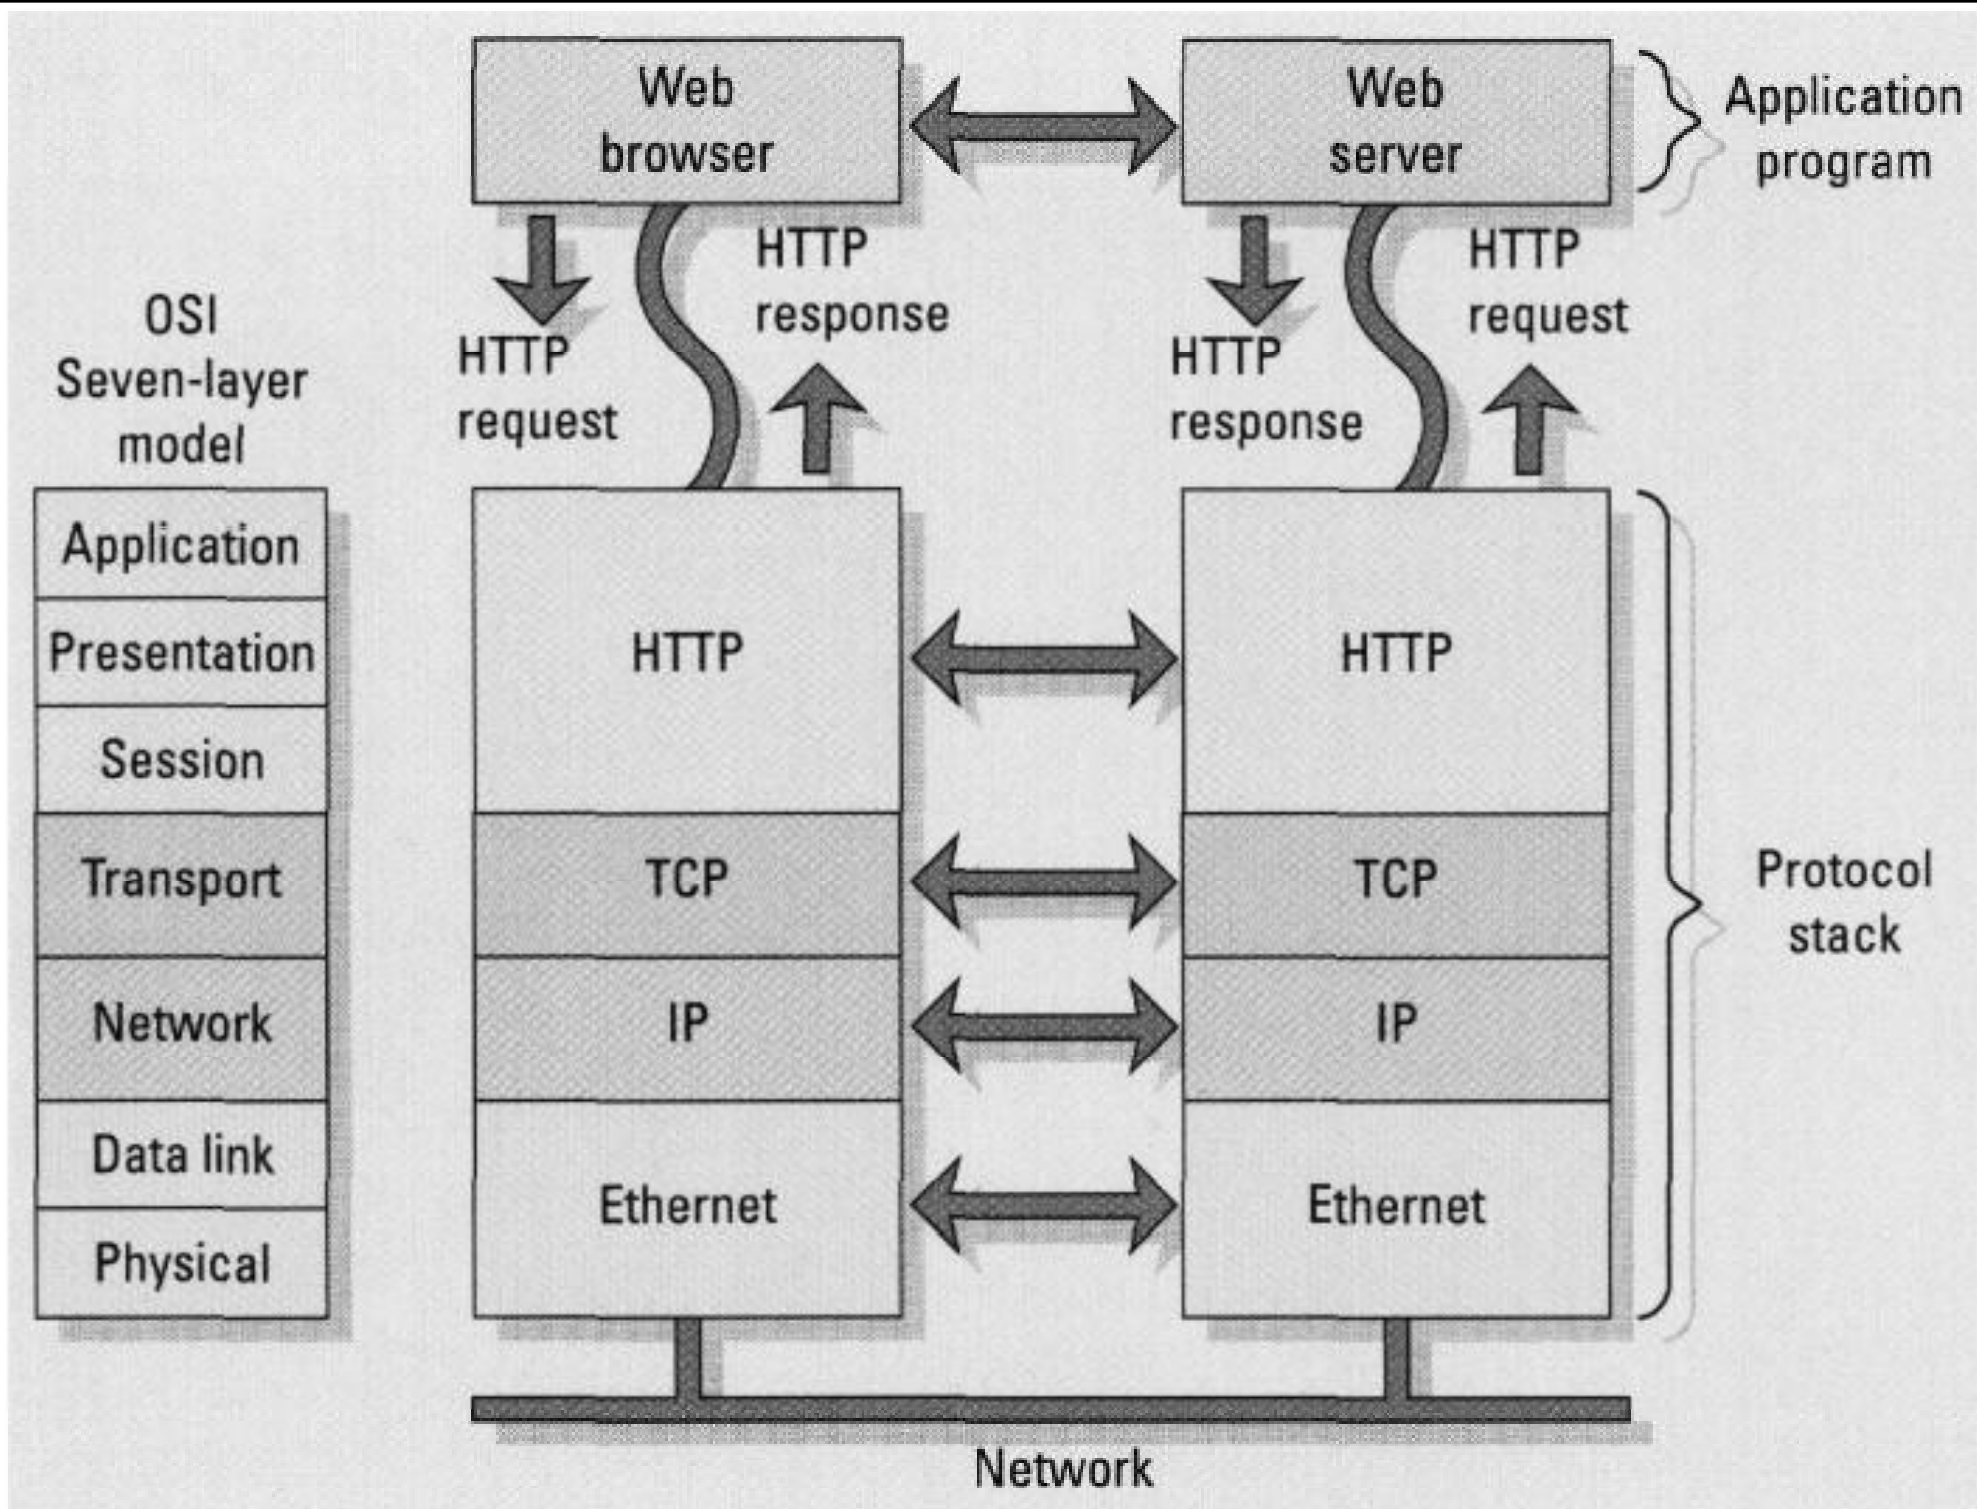 Web
browser
Web
server
Application
program
HTTP
request
HTTP
response
HTTP
response
HTTP
request
OSI
Seven-layer
model
Application
Presentation
Session
Transport
Network
Data link
Physical
HTTP
TCP
IP
Ethernet
HTTP
TCP
IP
Ethernet
Protocol
stack
Network